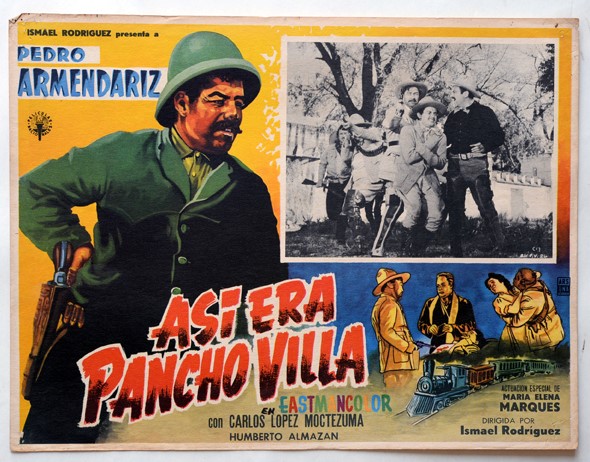 ISMAEL RODRIGUEZ presenta a
PEDRO
ARMENDARIZ
ASI ERA
PANCHO VILLA
EN EASTMANCOLOR
con CARLOS LOPEZ MOCTEZUMA
HUMBERTO ALMAZAN
ACTUACION ESPECIAL DE
MARIA ELENA
MARQUES
DIRIGIDA POR
Ismael Rodríguez